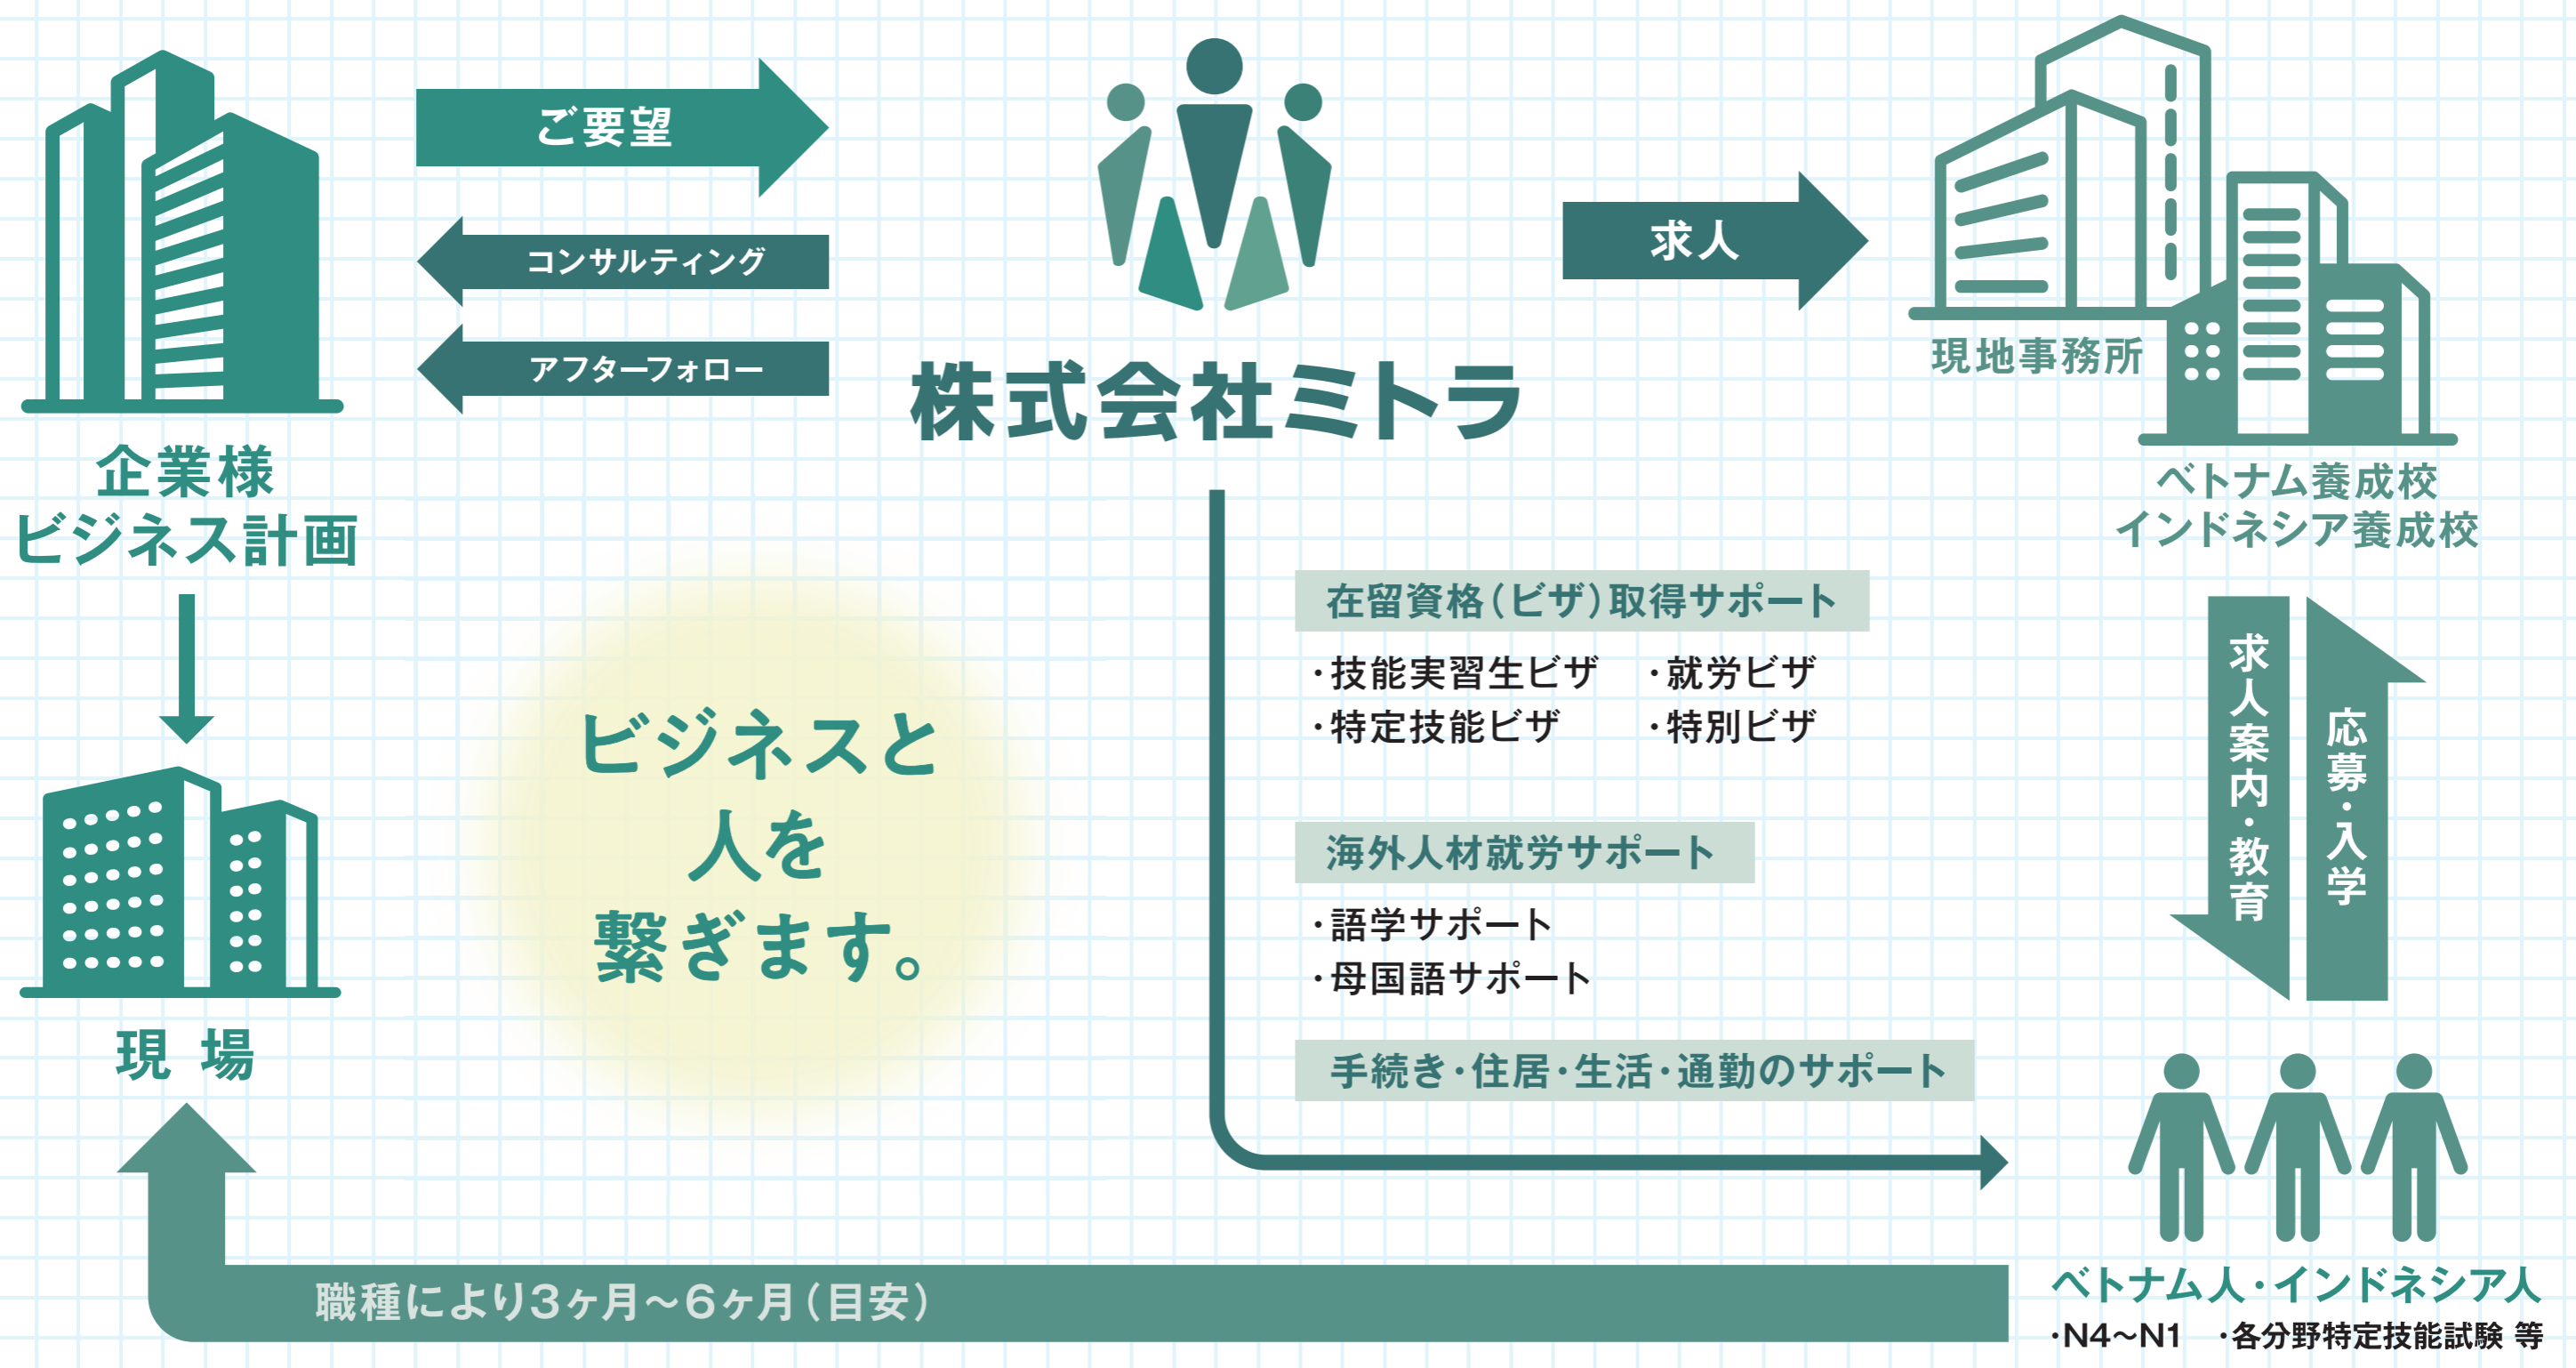 ご要望
コンサルティング
アフターフォロー
企業様
ビジネス計画
現場
株式会社ミトラ
求人
現地事務所
ベトナム養成校
インドネシア養成校
ビジネスと
人を
繋ぎます。
在留資格(ビザ)取得サポート
・技能実習生ビザ ・就労ビザ
・特定技能ビザ ・特別ビザ
海外人材就労サポート
・語学サポート
・母国語サポート
手続き・住居・生活・通勤のサポート
求人案内・教育
応募・入学
ベトナム人・インドネシア人
・N4～N1 ・各分野特定技能試験 等
職種により3ヶ月～6ヶ月(目安)